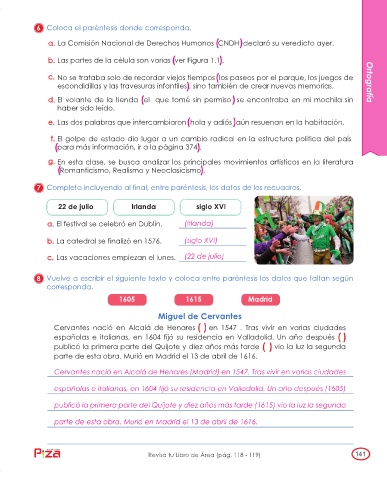 6 Coloca el paréntesis donde corresponda.
a. La Comisión Nacional de Derechos Humanos (CNDH) declaró su veredicto ayer.
b. Las partes de la célula son varias (ver Figura 1.1).
c. No se trataba solo de recordar viejos tiempos (los paseos por el parque, los juegos de
escondidillas y las travesuras infantiles), sino también de crear nuevas memorias.
d. El volante de la tienda (el que tomé sin permiso) se encontraba en mi mochila sin
haber sido leído.
e. Las dos palabras que intercambiaron (hola y adiós) aún resuenan en la habitación.
f. El golpe de estado dio lugar a un cambio radical en la estructura política del país
(para más información, ir a la página 374).
g. En esta clase, se busca analizar los principales movimientos artísticos en la literatura
(Romanticismo, Realismo y Neoclasicismo).
Ortografía
7 Completa incluyendo al final, entre paréntesis, los datos de los recuadros.
22 de julio Irlanda siglo XVI
a. El festival se celebró en Dublín. (Irlanda)
b. La catedral se finalizó en 1576. (siglo XVI)
c. Las vacaciones empiezan el lunes. (22 de julio)
8 Vuelve a escribir el siguiente texto y coloca entre paréntesis los datos que faltan según
corresponda.
1605 1615 Madrid
Miguel de Cervantes
Cervantes nació en Alcalá de Henares ( ) en 1547 . Tras vivir en varias ciudades
españolas e italianas, en 1604 fijó su residencia en Valladolid. Un año después ( )
publicó la primera parte del Quijote y diez años más tarde ( ) vio la luz la segunda
parte de esta obra. Murió en Madrid el 13 de abril de 1616.
Cervantes nació en Alcalá de Henares (Madrid) en 1547. Tras vivir en varias ciudades
españolas e italianas, en 1604 fijó su residencia en Valladolid. Un año después (1605)
publicó la primera parte del Quijote y diez años más tarde (1615) vio la luz la segunda
parte de esta obra. Murió en Madrid el 13 de abril de 1616.
Revisa tu Libro de Área (pág. 118 - 119) 141